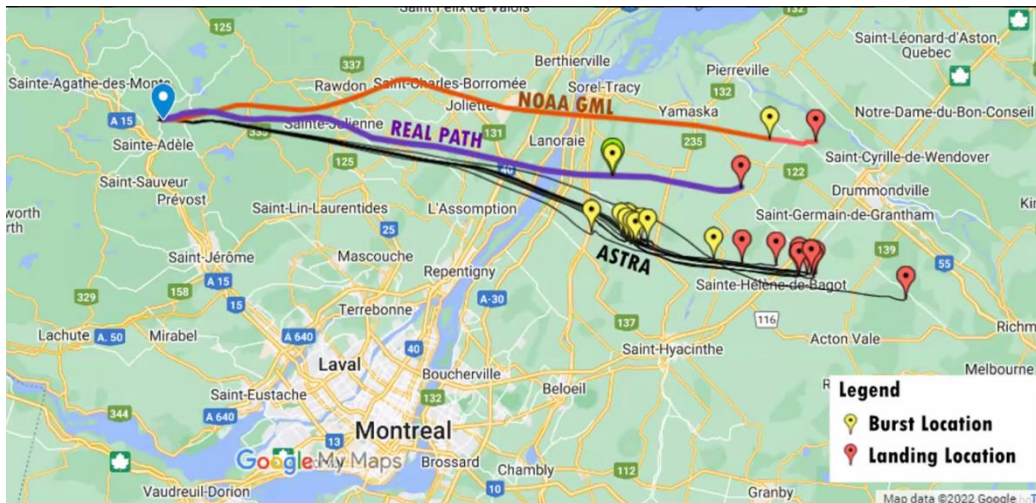 Saint-Félix de Valois
125
132
Saint-Léonard-d'Aston,
Quebec
337
Berthierville
Pierreville
Sainte-Agathe-des-Monts
Rawdon
Saint-Charles-Borromée
Sorel-Tracy
132
NOAA GML
Joliette
Yamaska
Notre-Dame-du-Bon-Conseil
A 15
335
Sainte-Julienne
REAL PATH
131
Lanoraie
235
Sainte-Adèle
125
40
122
Saint-Cyrille-de-Wendover
Saint-Sauveur
Prévost
Drummondville
Saint-Lin-Laurentides
L'Assomption
Saint-Germain-de-Grantham
25
ASTRA
139
Saint-Jérôme
Mascouche
Repentigny
55
A 15
Sainte-Hélène-de-Bagot
329
158
15
Terrebonne
A-30
116
Lachute
Mirabel
137
A. 50
A 640
40
Saint-Hyacinthe
Acton Vale
Laval
Boucherville
Melbourne
Saint-Eustache
132
Beloeil
Legend
344
A 640
Burst Location
13
Montreal
Landing Location
Google My Maps
Brossard
Chambly
112
Vaudreuil-Dorion
10
Granby
Map data ©2022 Google